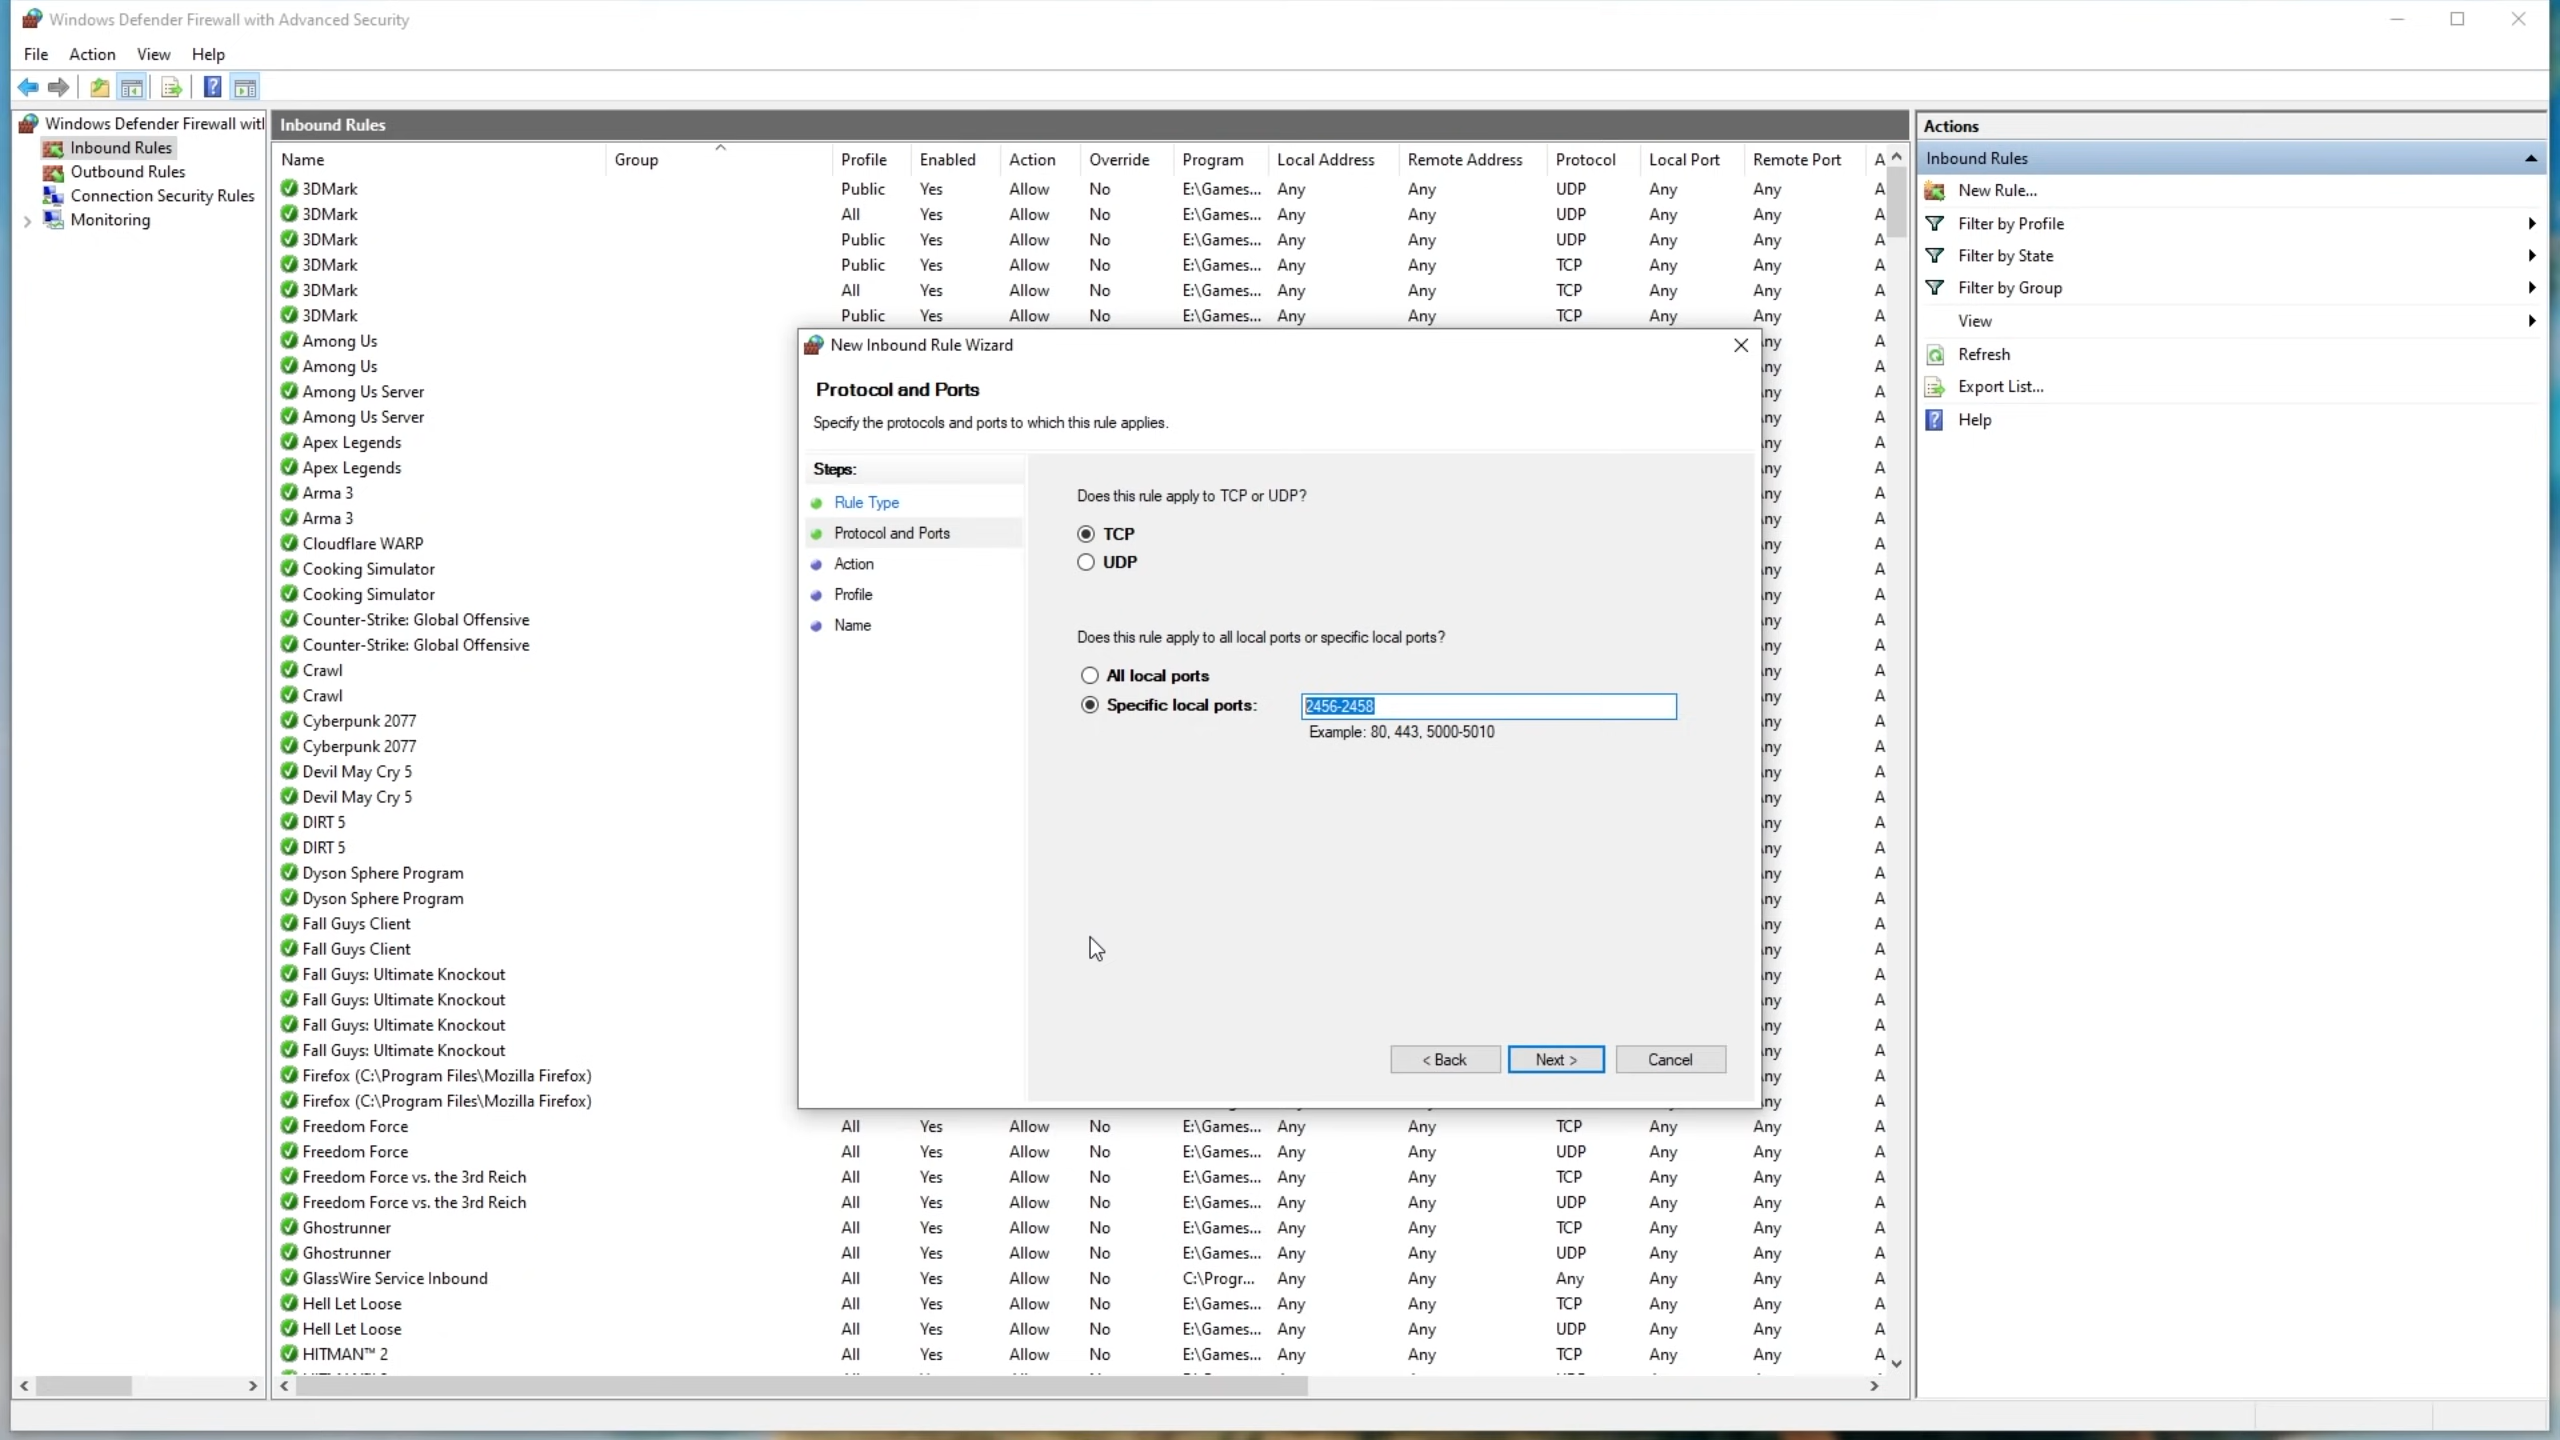 Windows Defender Firewall with Advanced Security
File Action View Help
Windows Defender Firewall with
Inbound Rules
Outbound Rules
Connection Security Rules
Monitoring
Inbound Rules
Name Group Profile Enabled Action Override Program Local Address Remote Address Protocol Local Port Remote Port A
3DMark Public Yes Allow No E:\Games... Any Any UDP Any Any A
3DMark All Yes Allow No E:\Games... Any Any UDP Any Any A
3DMark Public Yes Allow No E:\Games... Any Any UDP Any Any A
3DMark Public Yes Allow No E:\Games... Any Any TCP Any Any A
3DMark All Yes Allow No E:\Games... Any Any TCP Any Any A
3DMark Public Yes Allow No E:\Games... Any Any TCP Any Any A
Among Us
Among Us
Among Us Server
Among Us Server
Apex Legends
Apex Legends
Arma 3
Arma 3
Cloudflare WARP
Cooking Simulator
Cooking Simulator
Counter-Strike: Global Offensive
Counter-Strike: Global Offensive
Crawl
Crawl
Cyberpunk 2077
Cyberpunk 2077
Devil May Cry 5
Devil May Cry 5
DIRT 5
DIRT 5
Dyson Sphere Program
Dyson Sphere Program
Fall Guys Client
Fall Guys Client
Fall Guys: Ultimate Knockout
Fall Guys: Ultimate Knockout
Fall Guys: Ultimate Knockout
Fall Guys: Ultimate Knockout
Firefox (C:\Program Files\Mozilla Firefox)
Firefox (C:\Program Files\Mozilla Firefox)
Freedom Force All Yes Allow No E:\Games... Any Any TCP Any Any A
Freedom Force All Yes Allow No E:\Games... Any Any UDP Any Any A
Freedom Force vs. the 3rd Reich All Yes Allow No E:\Games... Any Any TCP Any Any A
Freedom Force vs. the 3rd Reich All Yes Allow No E:\Games... Any Any UDP Any Any A
Ghostrunner All Yes Allow No E:\Games... Any Any TCP Any Any A
Ghostrunner All Yes Allow No E:\Games... Any Any UDP Any Any A
GlassWire Service Inbound All Yes Allow No C:\Progr... Any Any Any Any Any A
Hell Let Loose All Yes Allow No E:\Games... Any Any TCP Any Any A
Hell Let Loose All Yes Allow No E:\Games... Any Any UDP Any Any A
HITMAN™ 2 All Yes Allow No E:\Games... Any Any TCP Any Any A
New Inbound Rule Wizard
Protocol and Ports
Specify the protocols and ports to which this rule applies.
Steps:
Rule Type
Protocol and Ports
Action
Profile
Name
Does this rule apply to TCP or UDP?
TCP
UDP
Does this rule apply to all local ports or specific local ports?
All local ports
Specific local ports: 2456-2458
Example: 80, 443, 5000-5010
< Back Next > Cancel
Actions
Inbound Rules
New Rule...
Filter by Profile
Filter by State
Filter by Group
View
Refresh
Export List...
Help